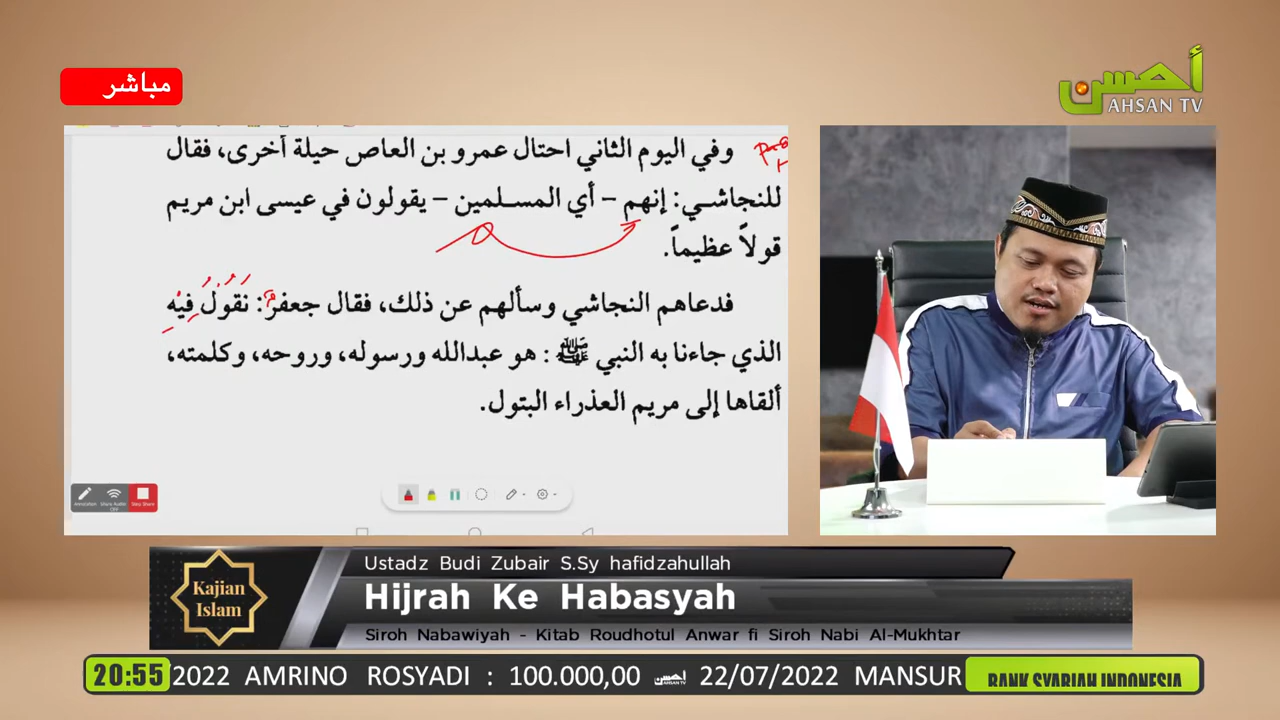 مباشر
أحسن
AHSAN TV
وفي اليوم الثاني احتال عمرو بن العاص حيلة أخرى، فقال
للنجاشي: إنهم – أي المسلمين – يقولون في عيسى ابن مريم
قولاً عظيماً.
فدعاهم النجاشي وسألهم عن ذلك، فقال جعفر: نَقُولُ فِيْهِ
الذي جاءنا به النبي ﷺ : هو عبدالله ورسوله، وروحه، وكلمته،
ألقاها إلى مريم العذراء البتول.
Kajian
Islam
Ustadz Budi Zubair S.Sy hafidzahullah
Hijrah Ke Habasyah
Siroh Nabawiyah - Kitab Roudhotul Anwar fi Siroh Nabi Al-Mukhtar
20:55 2022 AMRINO ROSYADI : 100.000,00 أحسن AHSAN TV 22/07/2022 MANSUR BANK SYARIAH INDONESIA